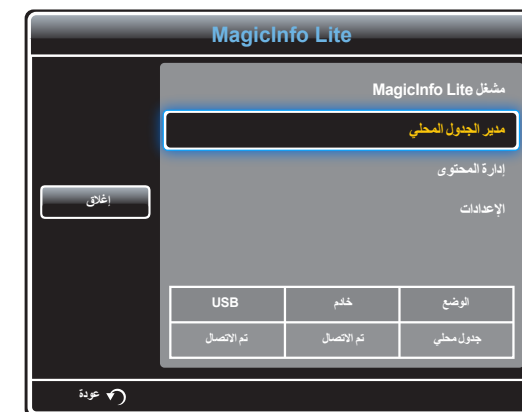 MagicInfo Lite
مشغل MagicInfo Lite
مدير الجدول المحلي
إدارة المحتوى
الإعدادات
إغلاق
الوضع خادم USB
جدول محلي تم الاتصال تم الاتصال
عودة